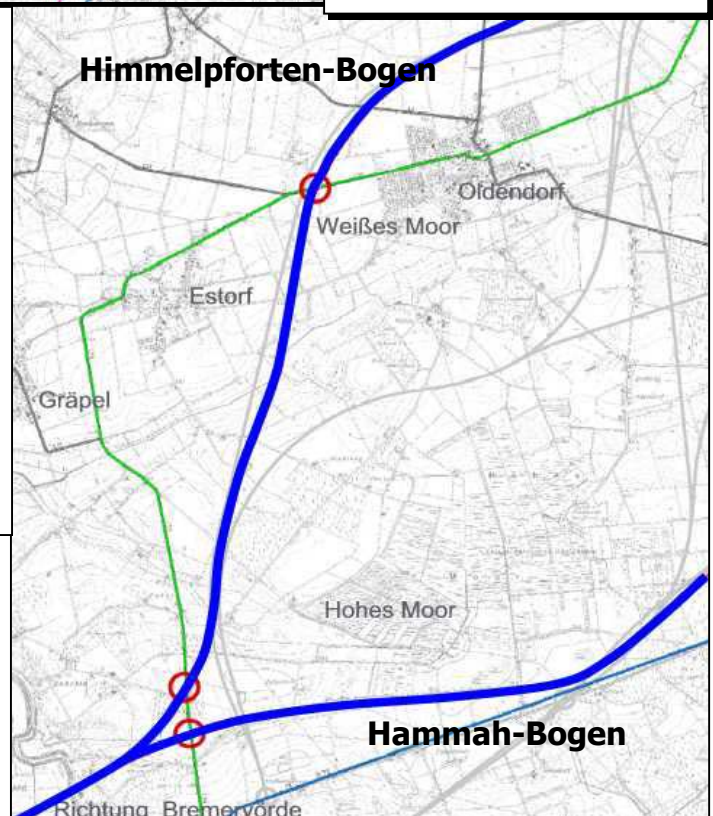 Himmelpforten-Bogen
Oldendorf
Weißes Moor
Estorf
Gräpel
Hohes Moor
Hammah-Bogen
Richtung Bremervörde